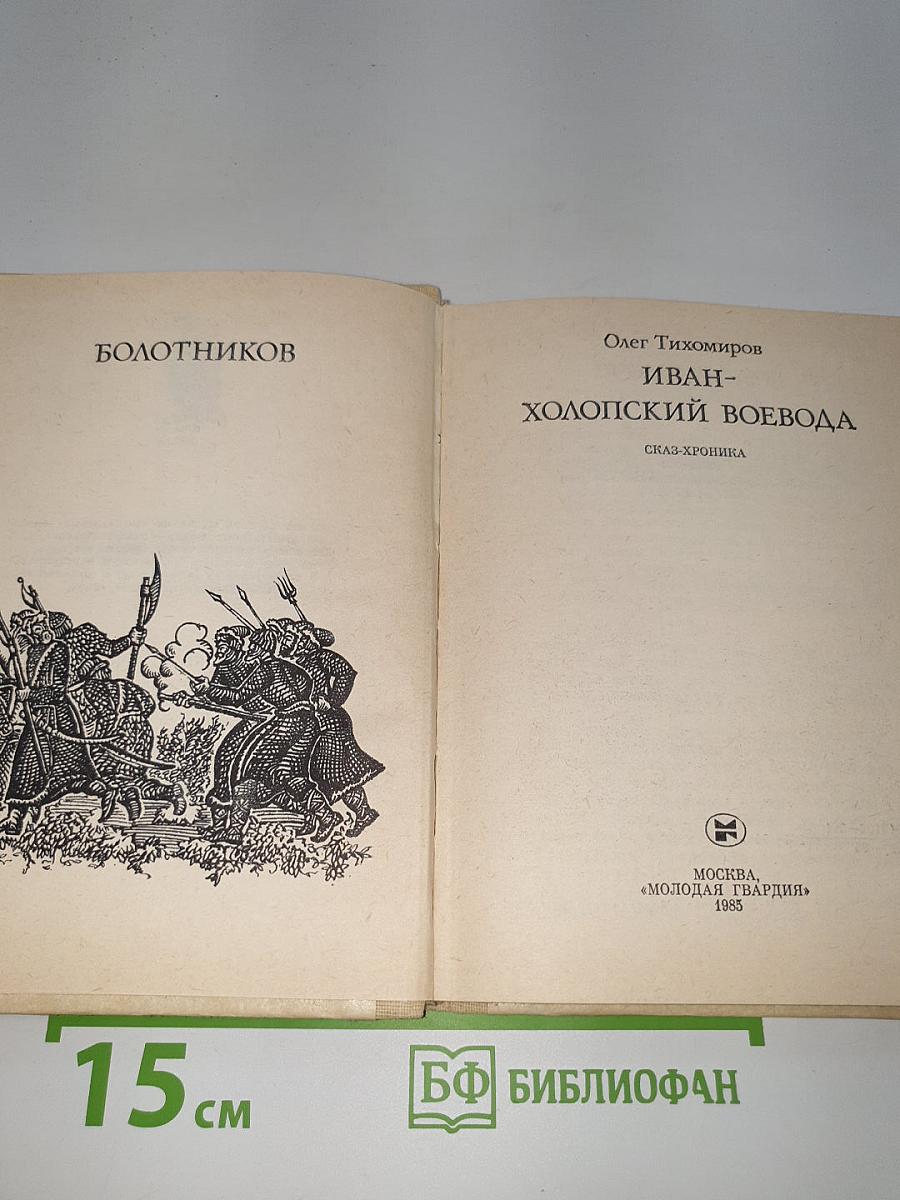 БОЛОТНИКОВ
Олег Тихомиров
ИВАН-
ХОЛОПСКИЙ ВОЕВОДА
СКАЗ-ХРОНИКА
МОСКВА,
«МОЛОДАЯ ГВАРДИЯ»
1985
15 см
БФ БИБЛИОФАН